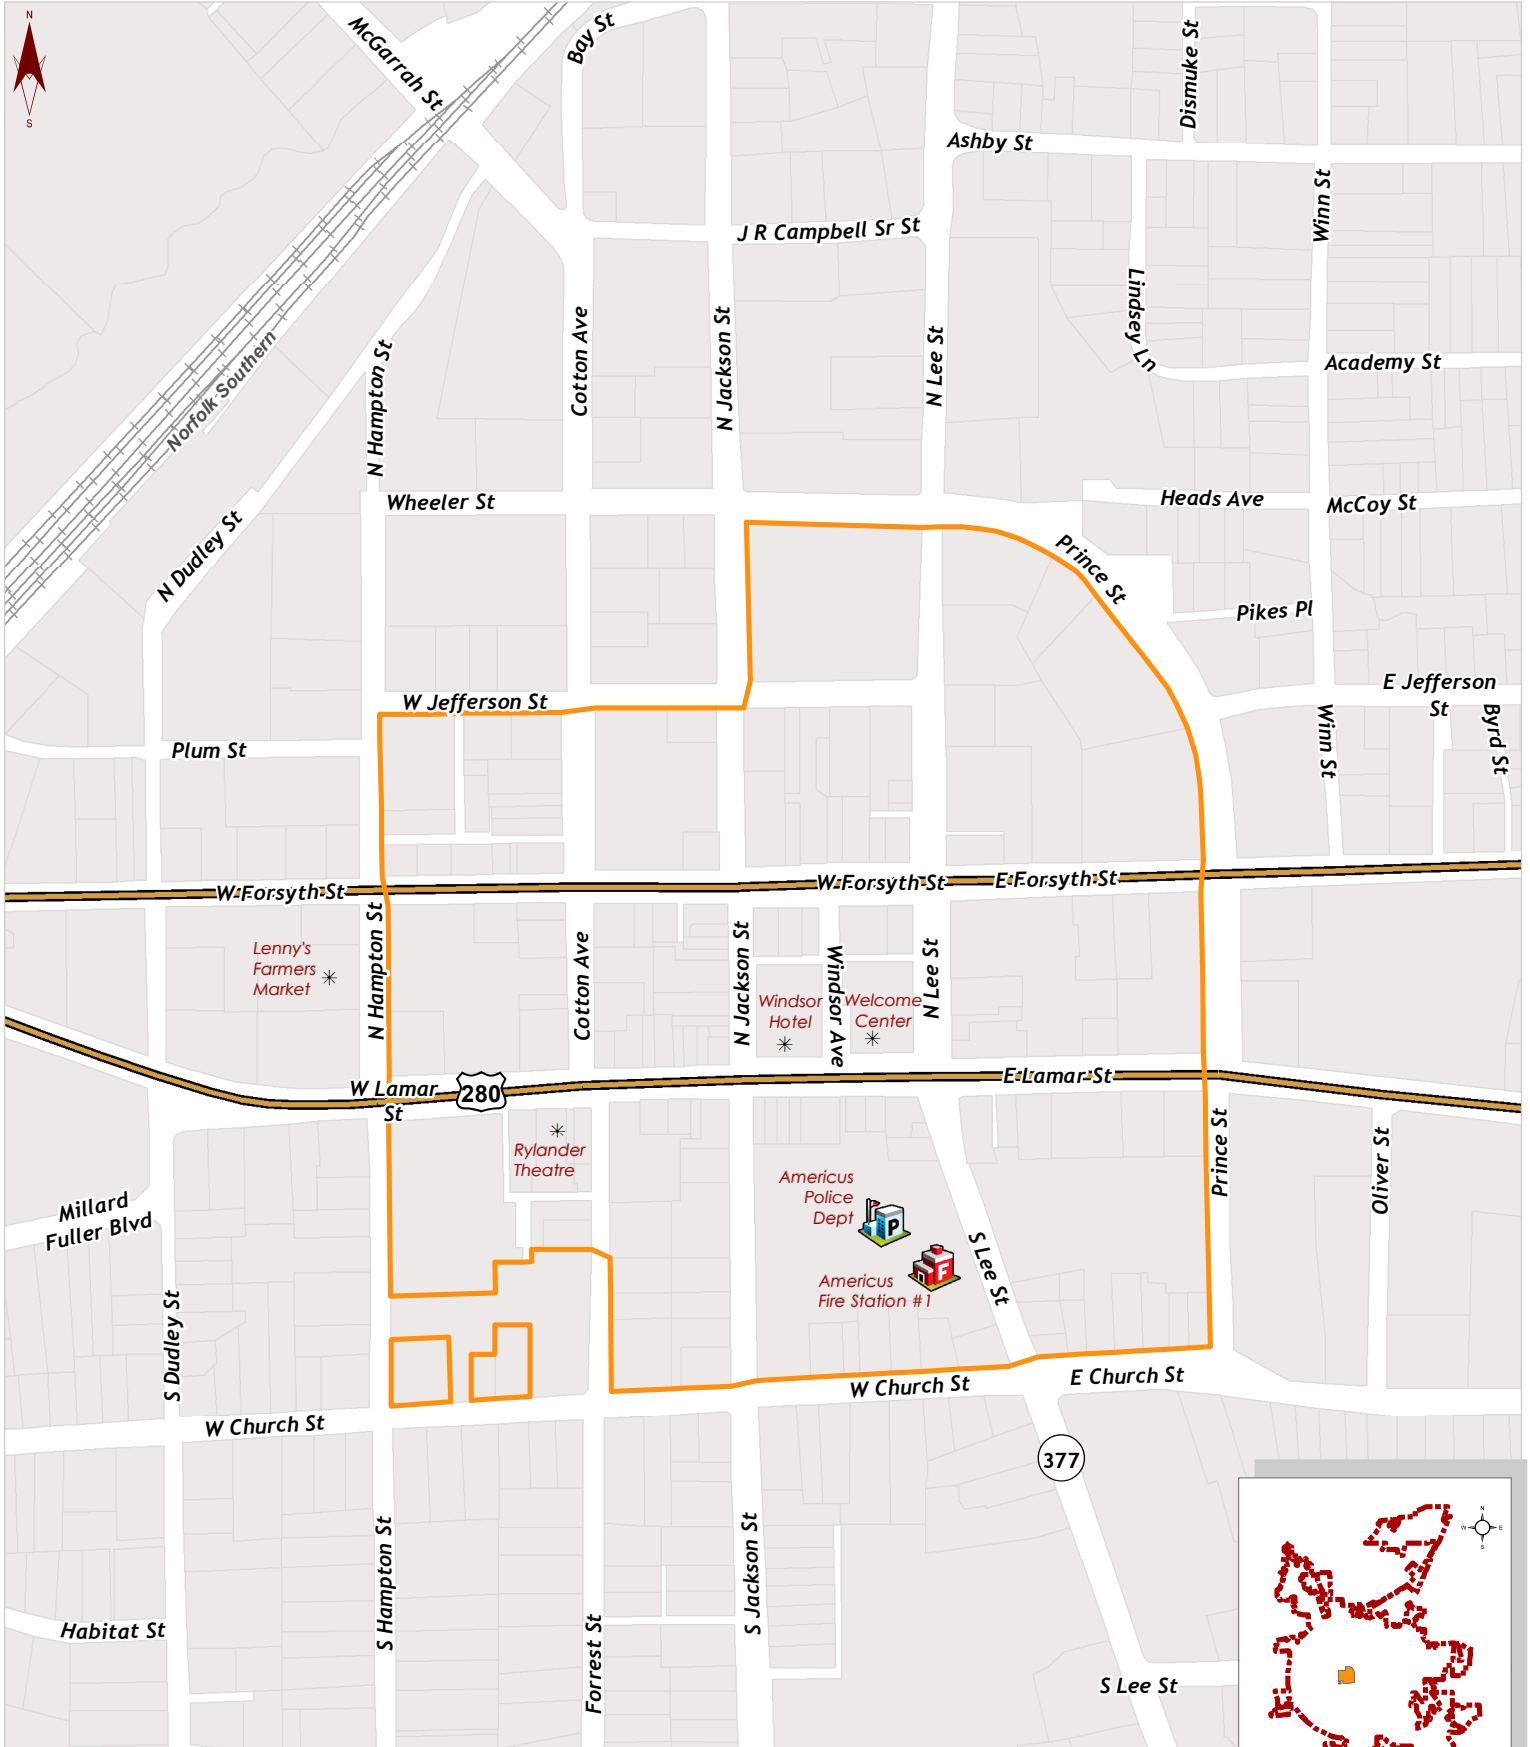 N
S
McGarrah St
Bay St
Dismuke St
Ashby St
Winn St
J R Campbell Sr St
Lindsey Ln
Norfolk Southern
N Hampton St
Cotton Ave
N Jackson St
N Lee St
Academy St
Wheeler St
Heads Ave
McCoy St
N Dudley St
Prince St
Pikes Pl
W Jefferson St
E Jefferson
St
Plum St
Winn St
Byrd St
W Forsyth St
W Forsyth St
E Forsyth St
Lenny's
Farmers
Market
N Hampton St
Cotton Ave
N Jackson St
Windsor
Hotel
Windsor Ave
Welcome
Center
N Lee St
W Lamar
St
280
E Lamar St
Rylander
Theatre
Prince St
Oliver St
Americus
Police
Dept
P
Millard
Fuller Blvd
S Lee St
Americus
Fire Station #1
F
S Dudley St
W Church St
W Church St
E Church St
377
S Hampton St
Forrest St
S Jackson St
Habitat St
S Lee St
N
W
E
S